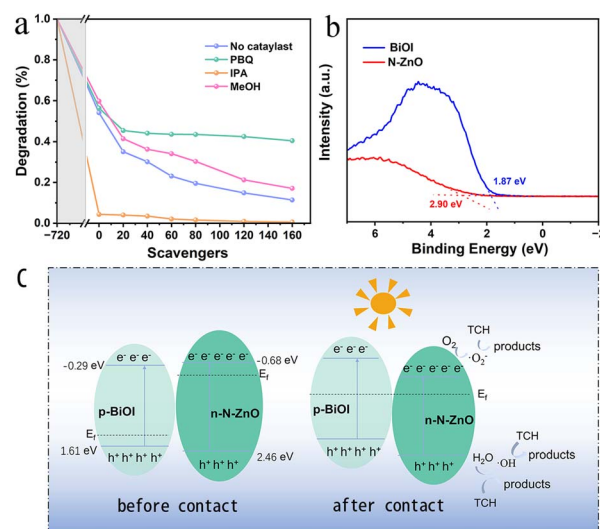 a
Degradation (%)
1.0
0.8
0.6
0.4
0.2
0.0
No cataylast
PBQ
IPA
MeOH
-720 0 20 40 60 80 100 120 140 160
Scavengers
b
Intensity (a.u.)
BiOI
N-ZnO
1.87 eV
2.90 eV
6 4 2 0 -2
Binding Energy (eV)
C
-0.29 eV
e⁻ e⁻ e⁻
p-BiOI
Ef
1.61 eV
h⁺ h⁺ h⁺ h⁺
e⁻ e⁻ e⁻ e⁻ e⁻
-0.68 eV
Ef
n-N-ZnO
h⁺ h⁺ h⁺
2.46 eV
before contact
e⁻ e⁻ e⁻
p-BiOI
h⁺ h⁺ h⁺ h⁺
e⁻ e⁻ e⁻ e⁻ e⁻
Ef
n-N-ZnO
h⁺ h⁺ h⁺
TCH
O₂
products
·O₂⁻
TCH
H₂O
·OH
products
products
TCH
after contact